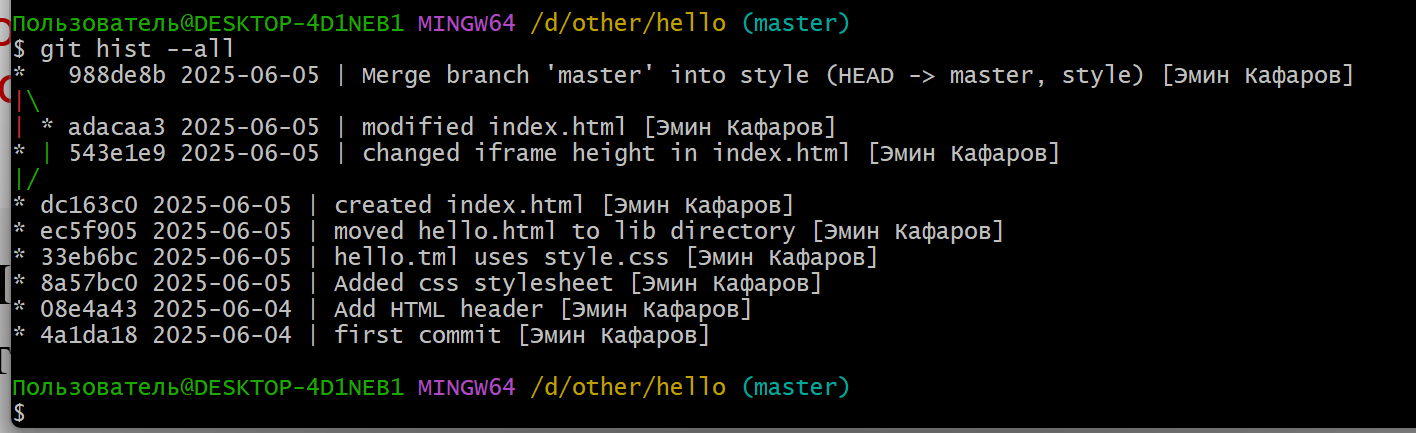 Пользователь@DESKTOP-4D1NEB1 MINGW64 /d/other/hello (master)
$ git hist --all
*   988de8b 2025-06-05 | Merge branch 'master' into style (HEAD -> master, style) [Эмин Кафаров]
|\
| * adacaa3 2025-06-05 | modified index.html [Эмин Кафаров]
* | 543e1e9 2025-06-05 | changed iframe height in index.html [Эмин Кафаров]
|/
* dc163c0 2025-06-05 | created index.html [Эмин Кафаров]
* ec5f905 2025-06-05 | moved hello.html to lib directory [Эмин Кафаров]
* 33eb6bc 2025-06-05 | hello.tml uses style.css [Эмин Кафаров]
* 8a57bc0 2025-06-05 | Added css stylesheet [Эмин Кафаров]
* 08e4a43 2025-06-04 | Add HTML header [Эмин Кафаров]
* 4a1da18 2025-06-04 | first commit [Эмин Кафаров]
Пользователь@DESKTOP-4D1NEB1 MINGW64 /d/other/hello (master)
$